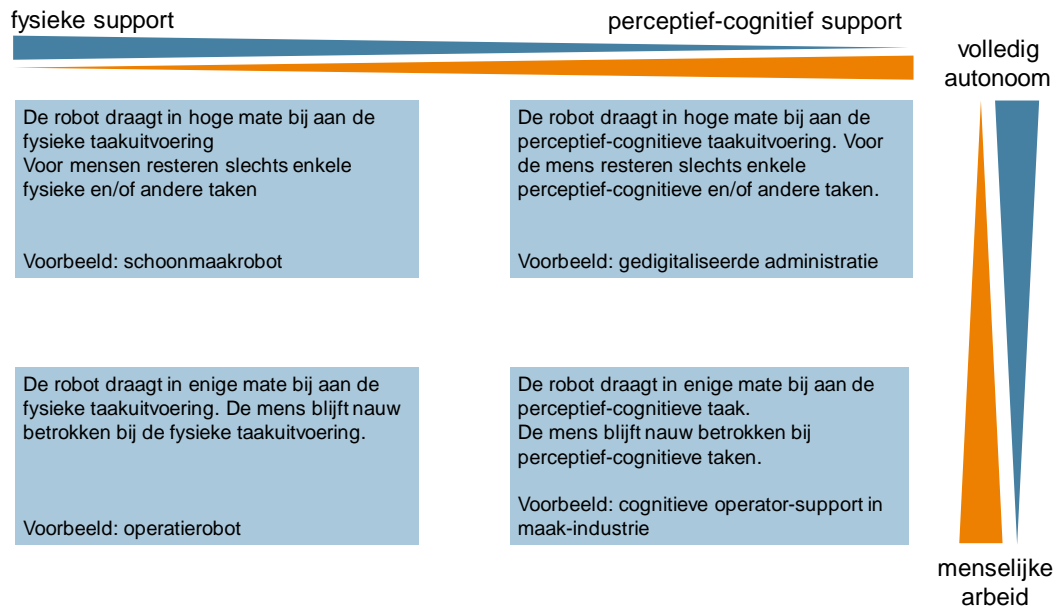 fysieke support
perceptief-cognitief support
volledig
autonoom
De robot draagt in hoge mate bij aan de
fysieke taakuitvoering
Voor mensen resteren slechts enkele
fysieke en/of andere taken
Voorbeeld: schoonmaakrobot
De robot draagt in hoge mate bij aan de
perceptief-cognitieve taakuitvoering. Voor
de mens resteren slechts enkele
perceptief-cognitieve en/of andere taken.
Voorbeeld: gedigitaliseerde administratie
De robot draagt in enige mate bij aan de
fysieke taakuitvoering. De mens blijft nauw
betrokken bij de fysieke taakuitvoering.
Voorbeeld: operatierobot
De robot draagt in enige mate bij aan de
perceptief-cognitieve taak.
De mens blijft nauw betrokken bij
perceptief-cognitieve taken.
Voorbeeld: cognitieve operator-support in
maak-industrie
menselijke
arbeid